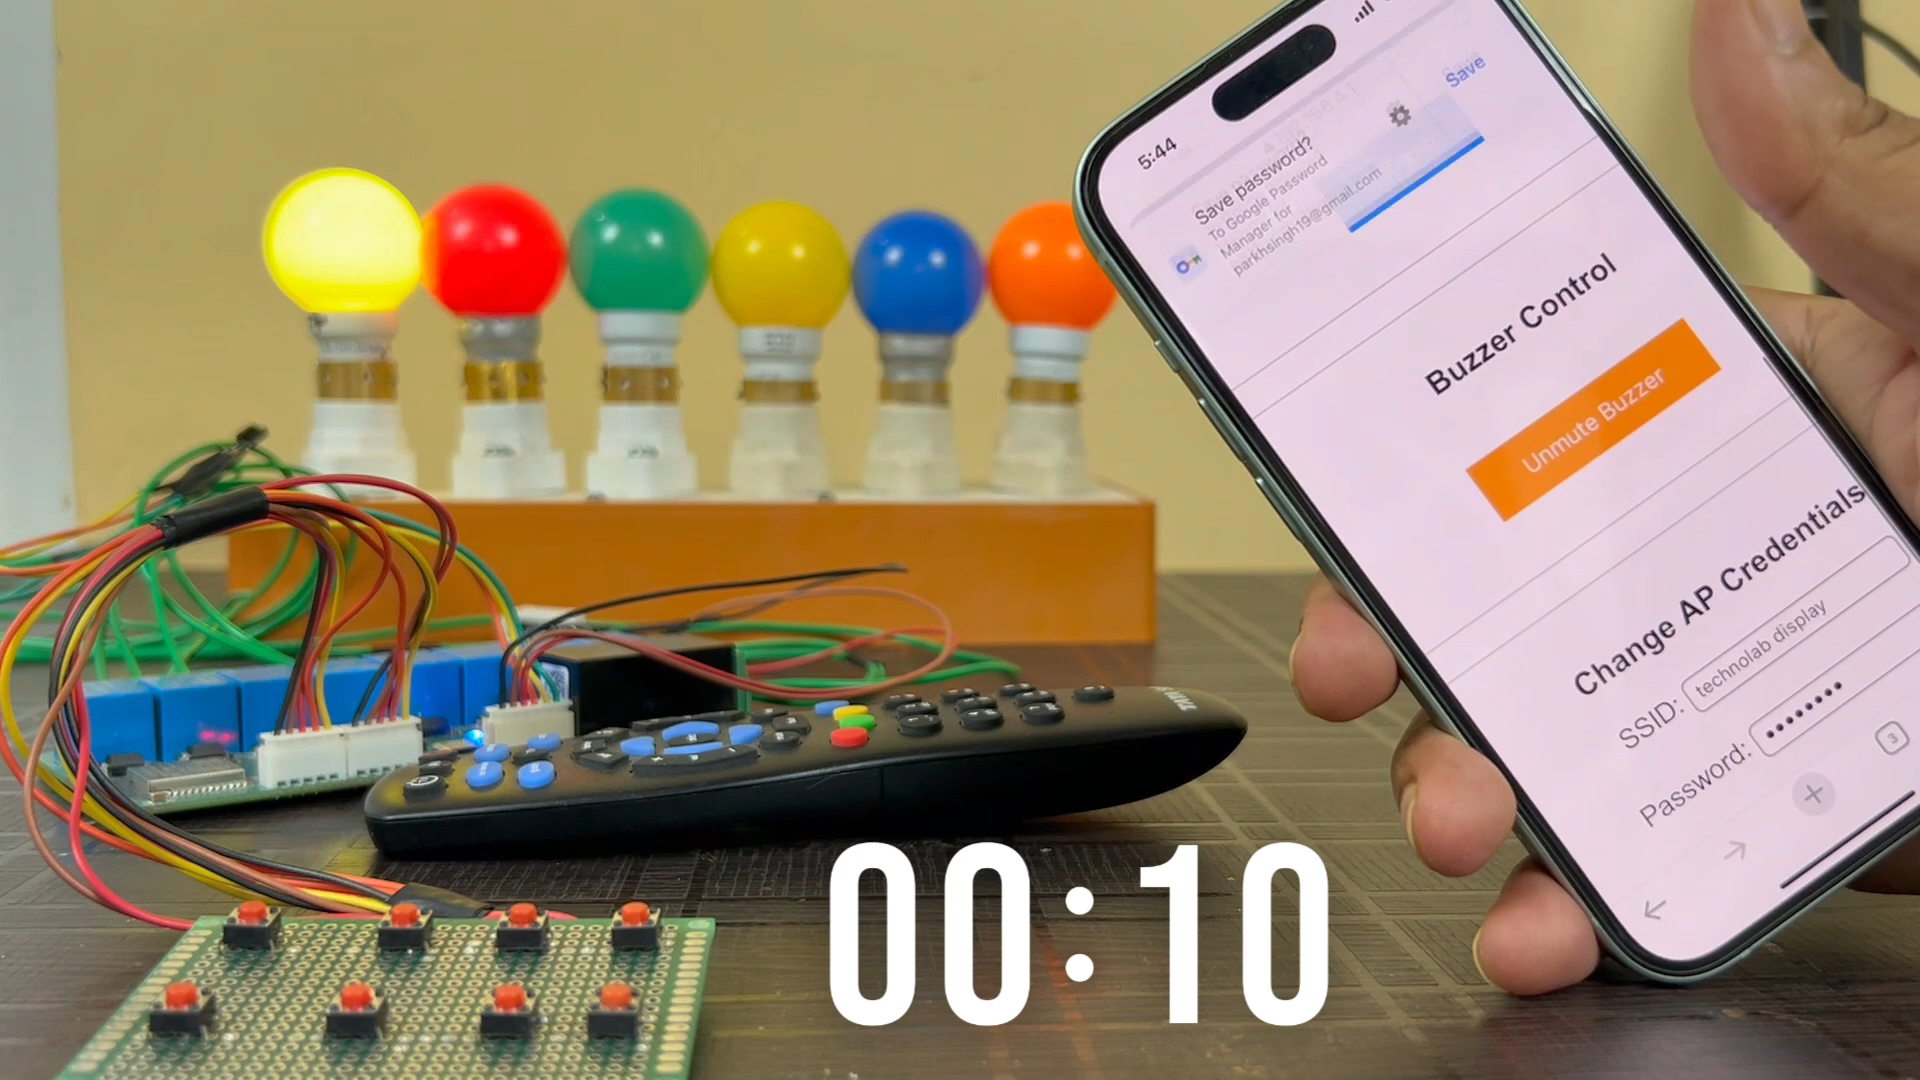 5:44
Save
Save password?
To Google Password
Manager for
parkhsingh19@gmail.com
Buzzer Control
Unmute Buzzer
Change AP Credentials
SSID: technolab display
Password: ••••••••
3
00:10